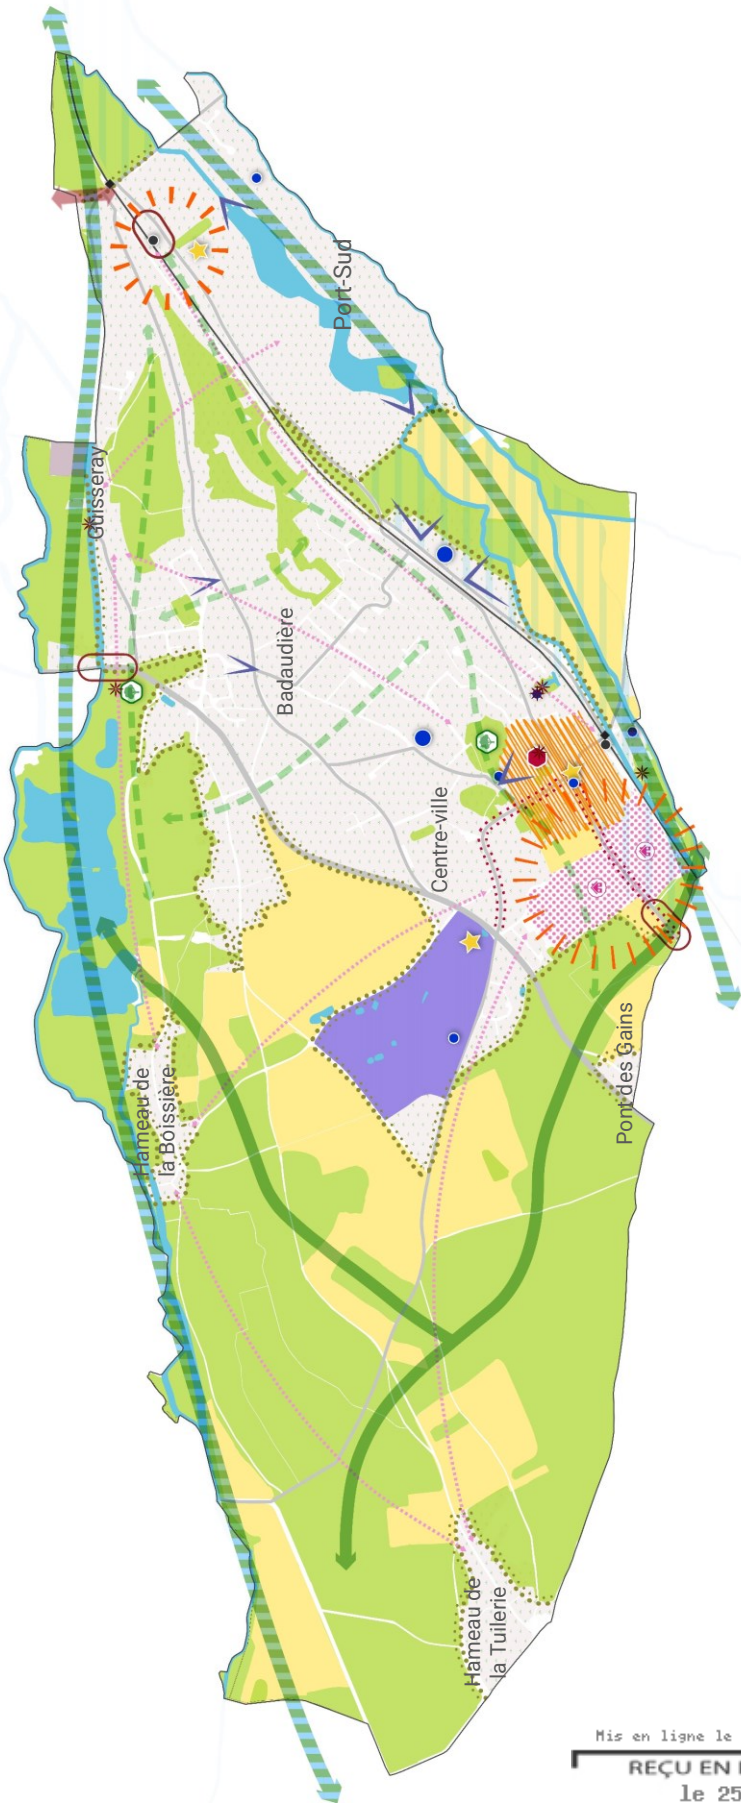 Port-Sud
Guisseray
Badaudière
Centre-ville
Pont des Gains
Hameau de
la Boissière
Hameau de
la Tuilerie
Mis en ligne le
REÇU EN
le 25